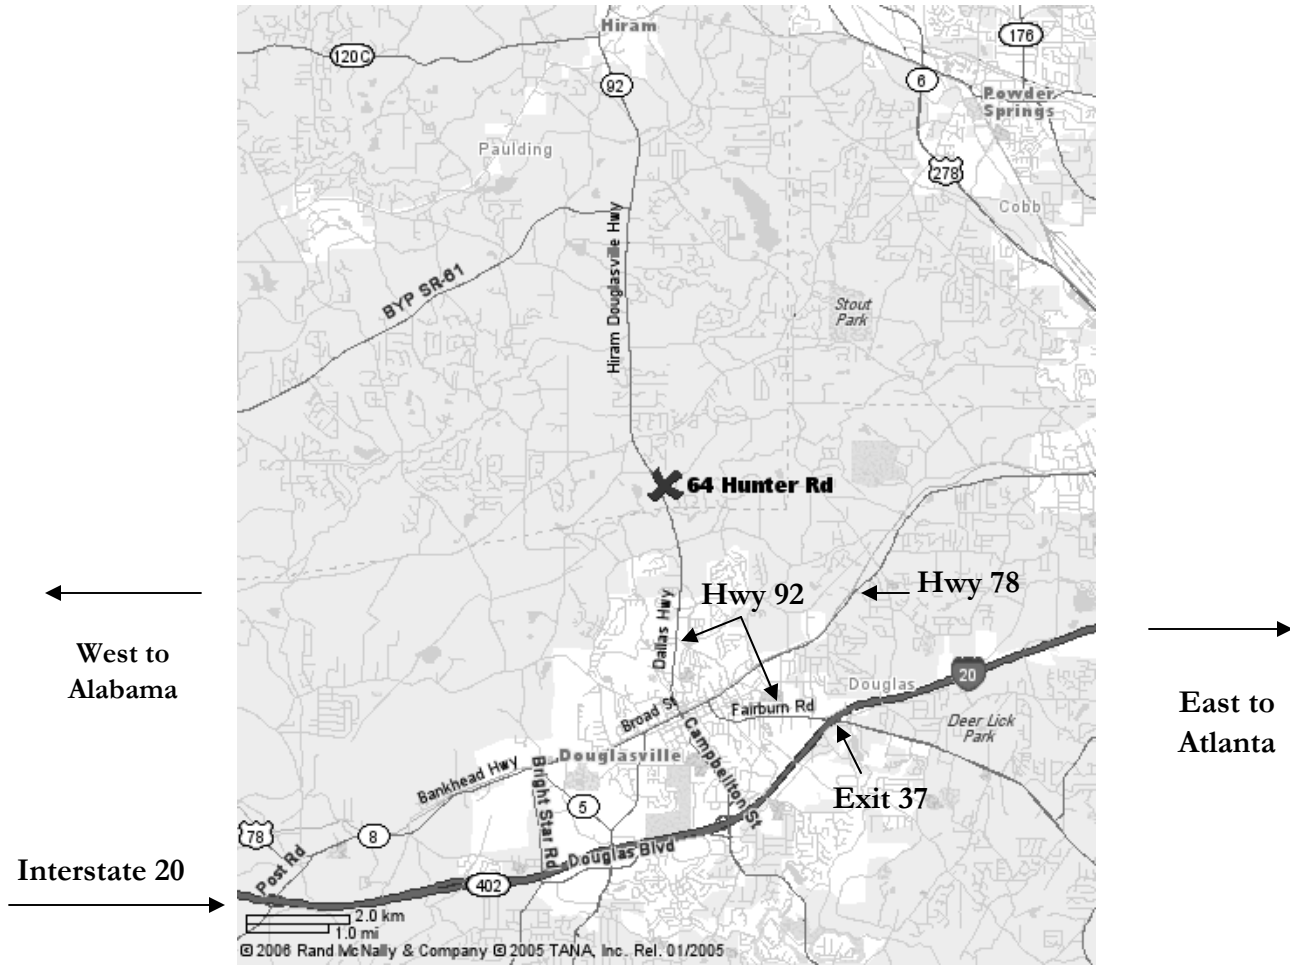 Hiram
120C
176
92
6
Powder
Springs
Paulding
278
Cobb
Hiram Douglasville Hwy
BYP SR-61
Stout
Park
64 Hunter Rd
Hwy 92
Hwy 78
West to
Alabama
Dallas Hwy
20
Douglas
East to
Atlanta
Broad St
Fairburn Rd
Deer Lick
Park
Campbellton St
Douglasville
Bankhead Hwy
Bright Star Rd
Exit 37
5
78
8
Post Rd
Douglas Blvd
Interstate 20
402
2.0 km
1.0 mi
© 2006 Rand McNally & Company © 2005 TANA, Inc. Rel. 01/2005